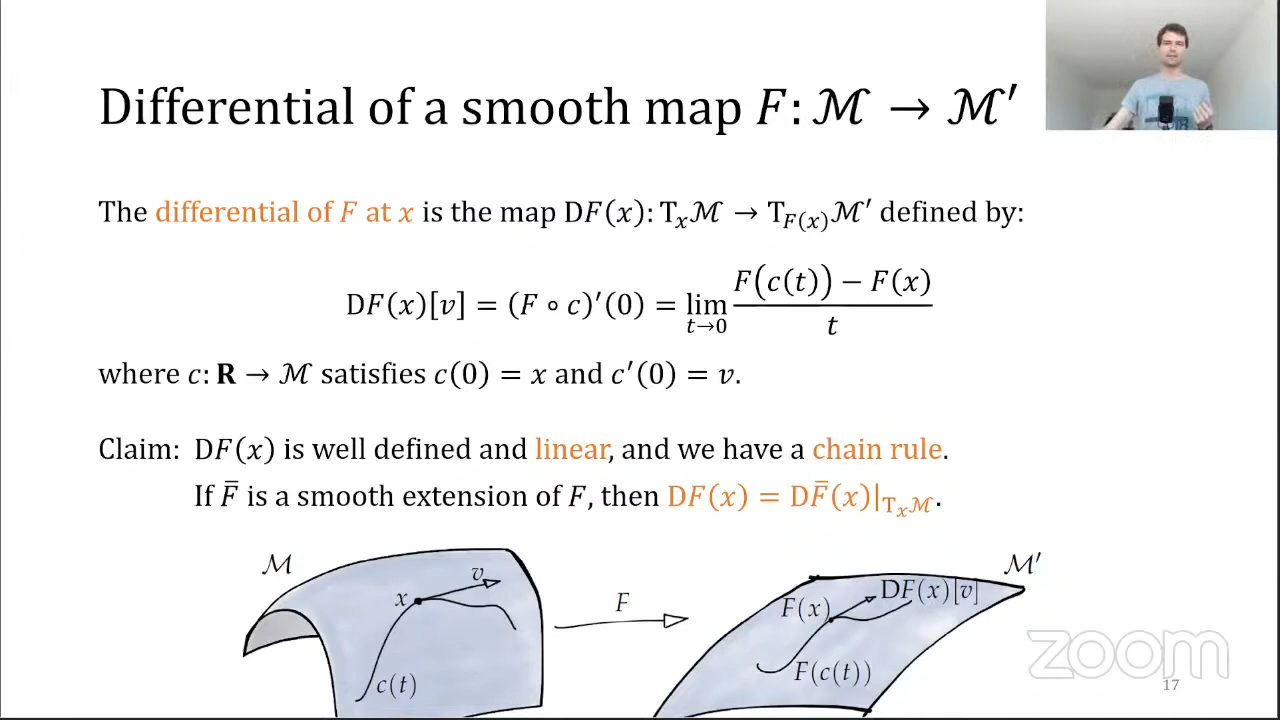 Differential of a smooth map F: ℳ → ℳ′
The differential of F at x is the map DF(x): Tₓℳ → T_{F(x)}ℳ′ defined by:
DF(x)[v] = (F ∘ c)′(0) = lim_{t→0} (F(c(t)) − F(x)) / t
where c: R → ℳ satisfies c(0) = x and c′(0) = v.
Claim: DF(x) is well defined and linear, and we have a chain rule.
If F̄ is a smooth extension of F, then DF(x) = DF̄(x)|_{Tₓℳ}.
ℳ
v
x
c(t)
F
ℳ′
F(x)
DF(x)[v]
F(c(t))
zoom
17